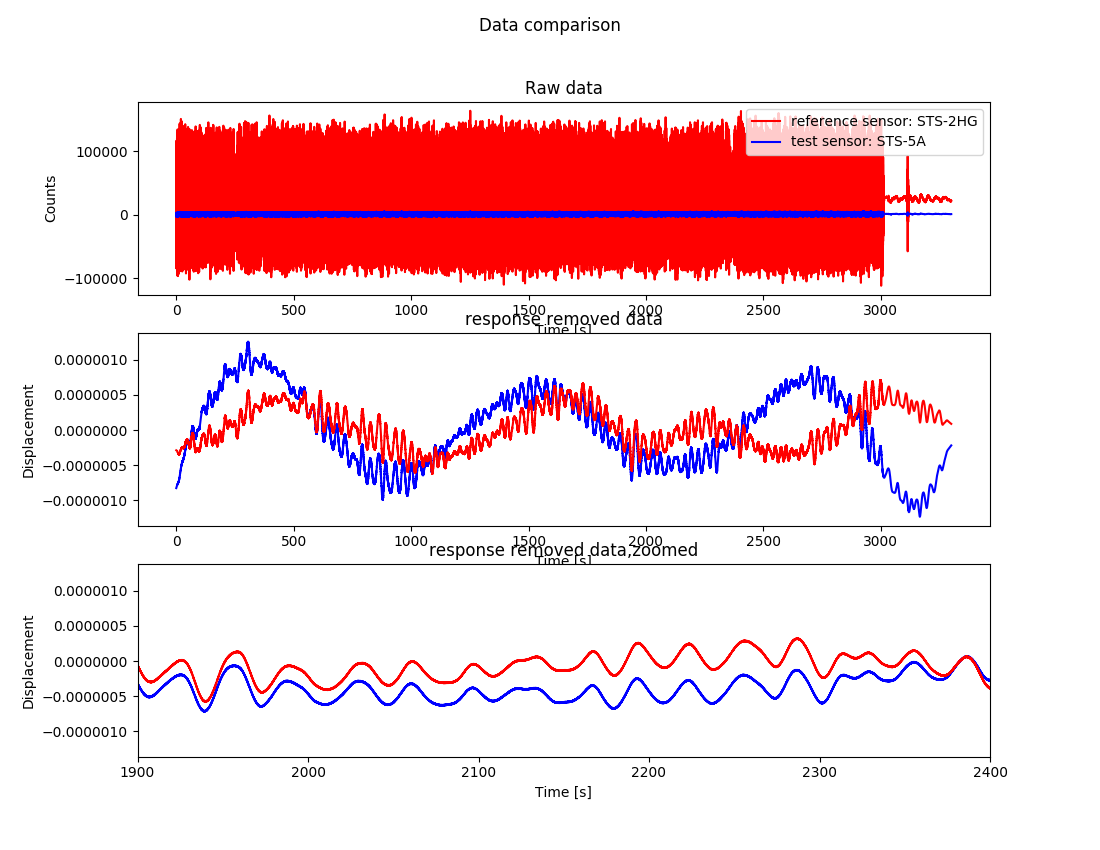 Data comparison
Raw data
Counts
100000
0
−100000
reference sensor: STS-2HG
test sensor: STS-5A
0 500 1000 1500 2000 2500 3000
Time [s]
response removed data
Displacement
0.0000010
0.0000005
0.0000000
−0.0000005
−0.0000010
0 500 1000 1500 2000 2500 3000
Time [s]
response removed data,zoomed
Displacement
0.0000010
0.0000005
0.0000000
−0.0000005
−0.0000010
1900 2000 2100 2200 2300 2400
Time [s]